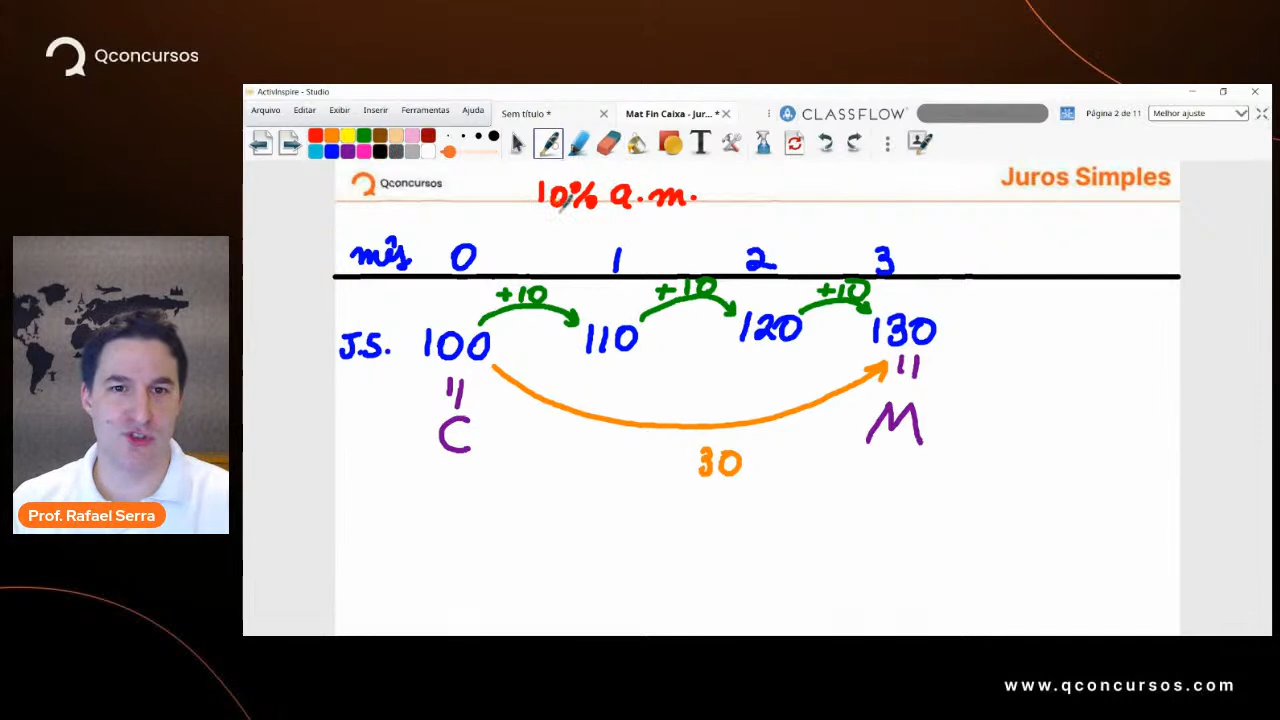 Qconcursos
ActivInspire - Studio
Arquivo Editar Exibir Inserir Ferramentas Ajuda
Sem título *
Mat Fin Caixa - Jur... *
CLASSFLOW
Página 2 de 11
Melhor ajuste
Qconcursos
Juros Simples
10% a.m.
mês 0 1 2 3
+10 +10 +10
J.S. 100 110 120 130
C M
30
Prof. Rafael Serra
www.qconcursos.com